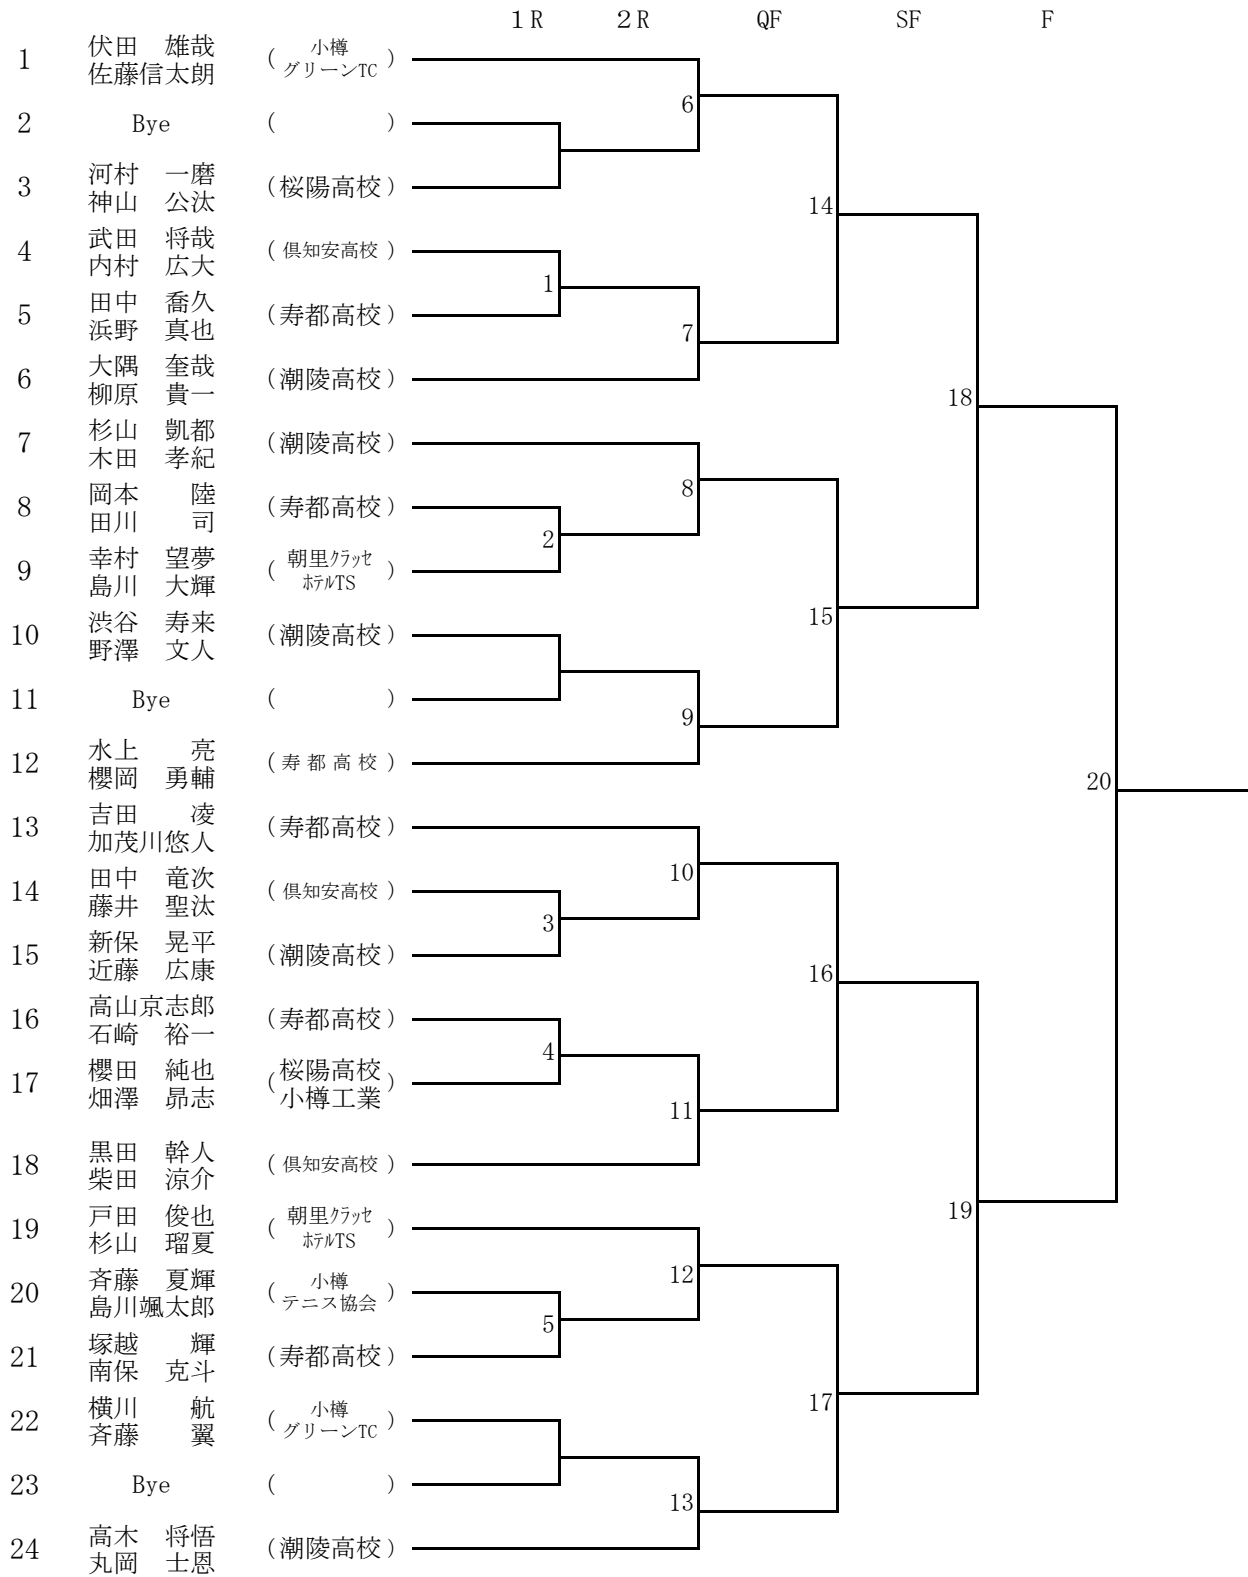 １Ｒ　２Ｒ　QF　SF　F
1　伏田　雄哉　佐藤信太朗　（小樽　グリーンTC）
2　Bye　（　　）
3　河村　一磨　神山　公汰　（桜陽高校）
4　武田　将哉　内村　広大　（倶知安高校）
5　田中　喬久　浜野　真也　（寿都高校）
6　大隅　奎哉　柳原　貴一　（潮陵高校）
7　杉山　凱都　木田　孝紀　（潮陵高校）
8　岡本　　陸　田川　　司　（寿都高校）
9　幸村　望夢　島川　大輝　（朝里ｸﾗｯｾ　ﾎﾃﾙTS）
10　渋谷　寿来　野澤　文人　（潮陵高校）
11　Bye　（　　）
12　水上　　亮　櫻岡　勇輔　（寿都高校）
13　吉田　　凌　加茂川悠人　（寿都高校）
14　田中　竜次　藤井　聖汰　（倶知安高校）
15　新保　晃平　近藤　広康　（潮陵高校）
16　高山京志郎　石崎　裕一　（寿都高校）
17　櫻田　純也　畑澤　昴志　（桜陽高校　小樽工業）
18　黒田　幹人　柴田　涼介　（倶知安高校）
19　戸田　俊也　杉山　瑠夏　（朝里ｸﾗｯｾ　ﾎﾃﾙTS）
20　斉藤　夏輝　島川颯太郎　（小樽　テニス協会）
21　塚越　　輝　南保　克斗　（寿都高校）
22　横川　　航　斉藤　　翼　（小樽　グリーンTC）
23　Bye　（　　）
24　高木　将悟　丸岡　士恩　（潮陵高校）
1
2
3
4
5
6
7
8
9
10
11
12
13
14
15
16
17
18
19
20